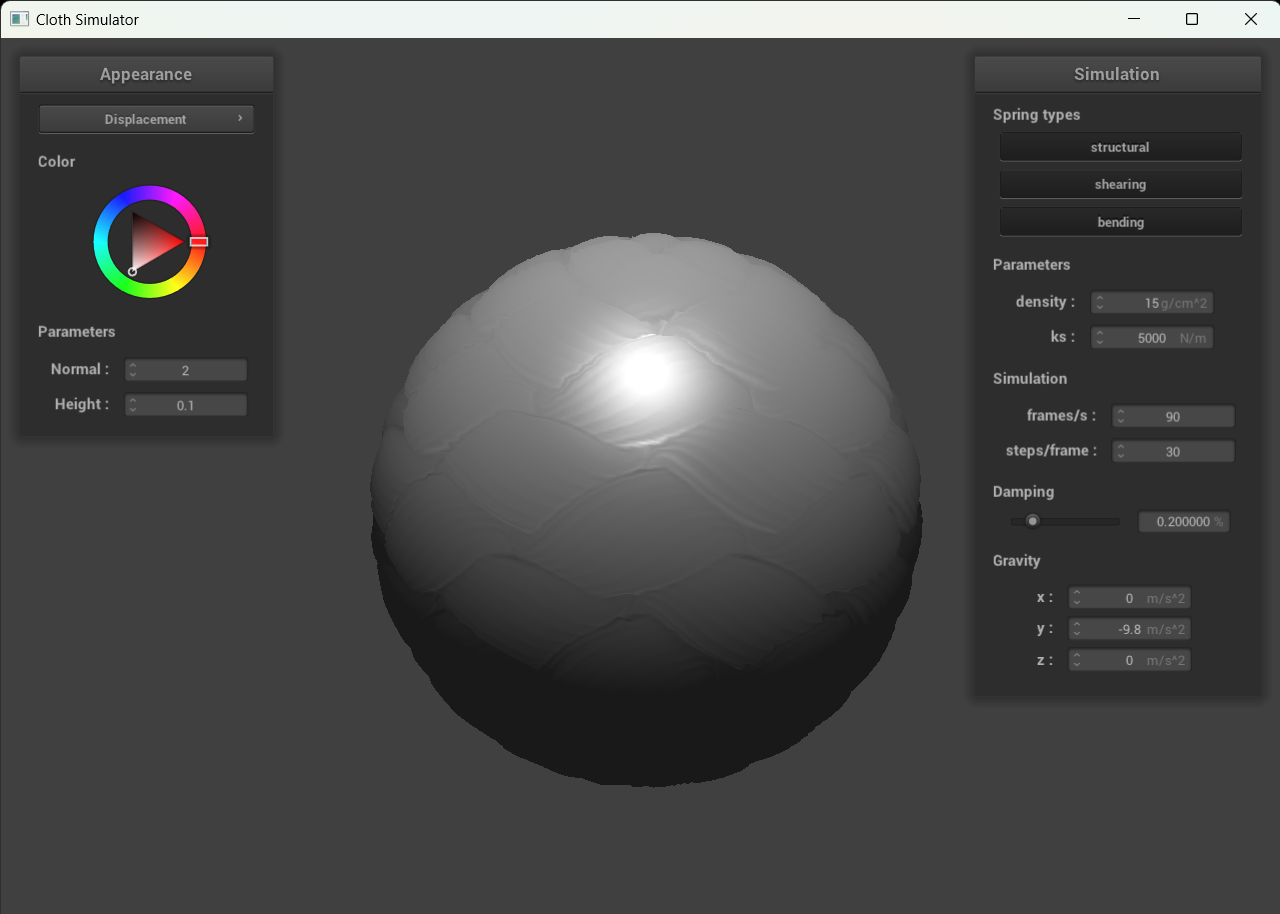 Cloth Simulator
Appearance
Displacement
Color
Parameters
Normal : 2
Height : 0.1
Simulation
Spring types
structural
shearing
bending
Parameters
density : 15 g/cm^2
ks : 5000 N/m
Simulation
frames/s : 90
steps/frame : 30
Damping
0.200000 %
Gravity
x : 0 m/s^2
y : -9.8 m/s^2
z : 0 m/s^2